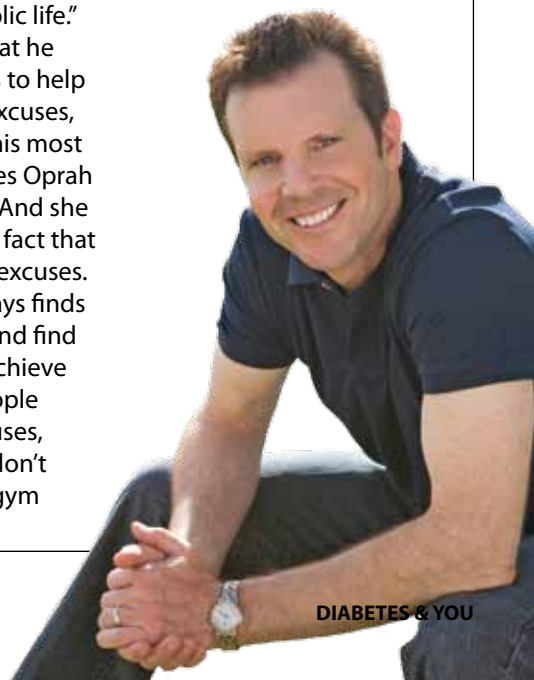 lic life."
at he
s to help
xcuses,
his most
es Oprah
And she
fact that
excuses.
ys finds
nd find
chieve
ople
uses,
don't
gym
DIABETES & YOU